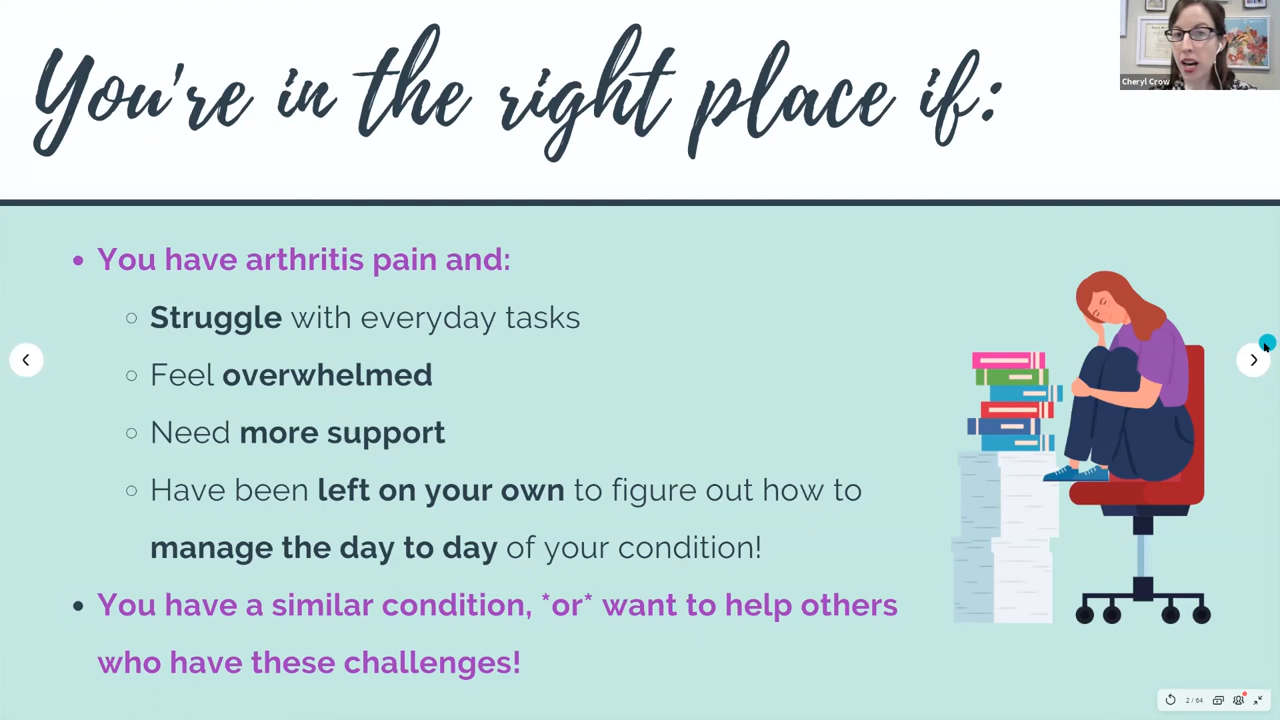 You're in the right place if:
Cheryl Crow
• You have arthritis pain and:
○ Struggle with everyday tasks
○ Feel overwhelmed
○ Need more support
○ Have been left on your own to figure out how to
manage the day to day of your condition!
• You have a similar condition, *or* want to help others
who have these challenges!
2 / 64